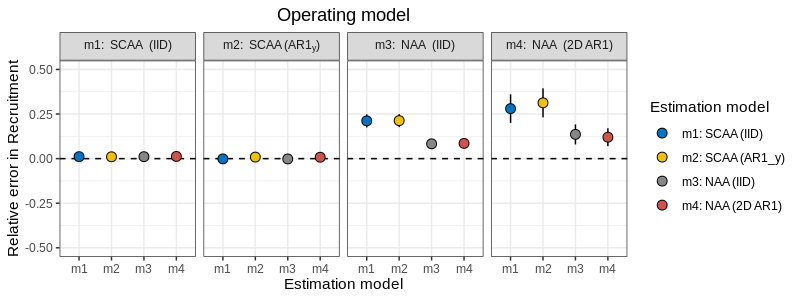 Operating model
m1: SCAA (IID)
m2: SCAA (AR1y)
m3: NAA (IID)
m4: NAA (2D AR1)
Relative error in Recruitment
0.50
0.25
0.00
-0.25
-0.50
m1 m2 m3 m4
m1 m2 m3 m4
m1 m2 m3 m4
m1 m2 m3 m4
Estimation model
Estimation model
m1: SCAA (IID)
m2: SCAA (AR1_y)
m3: NAA (IID)
m4: NAA (2D AR1)